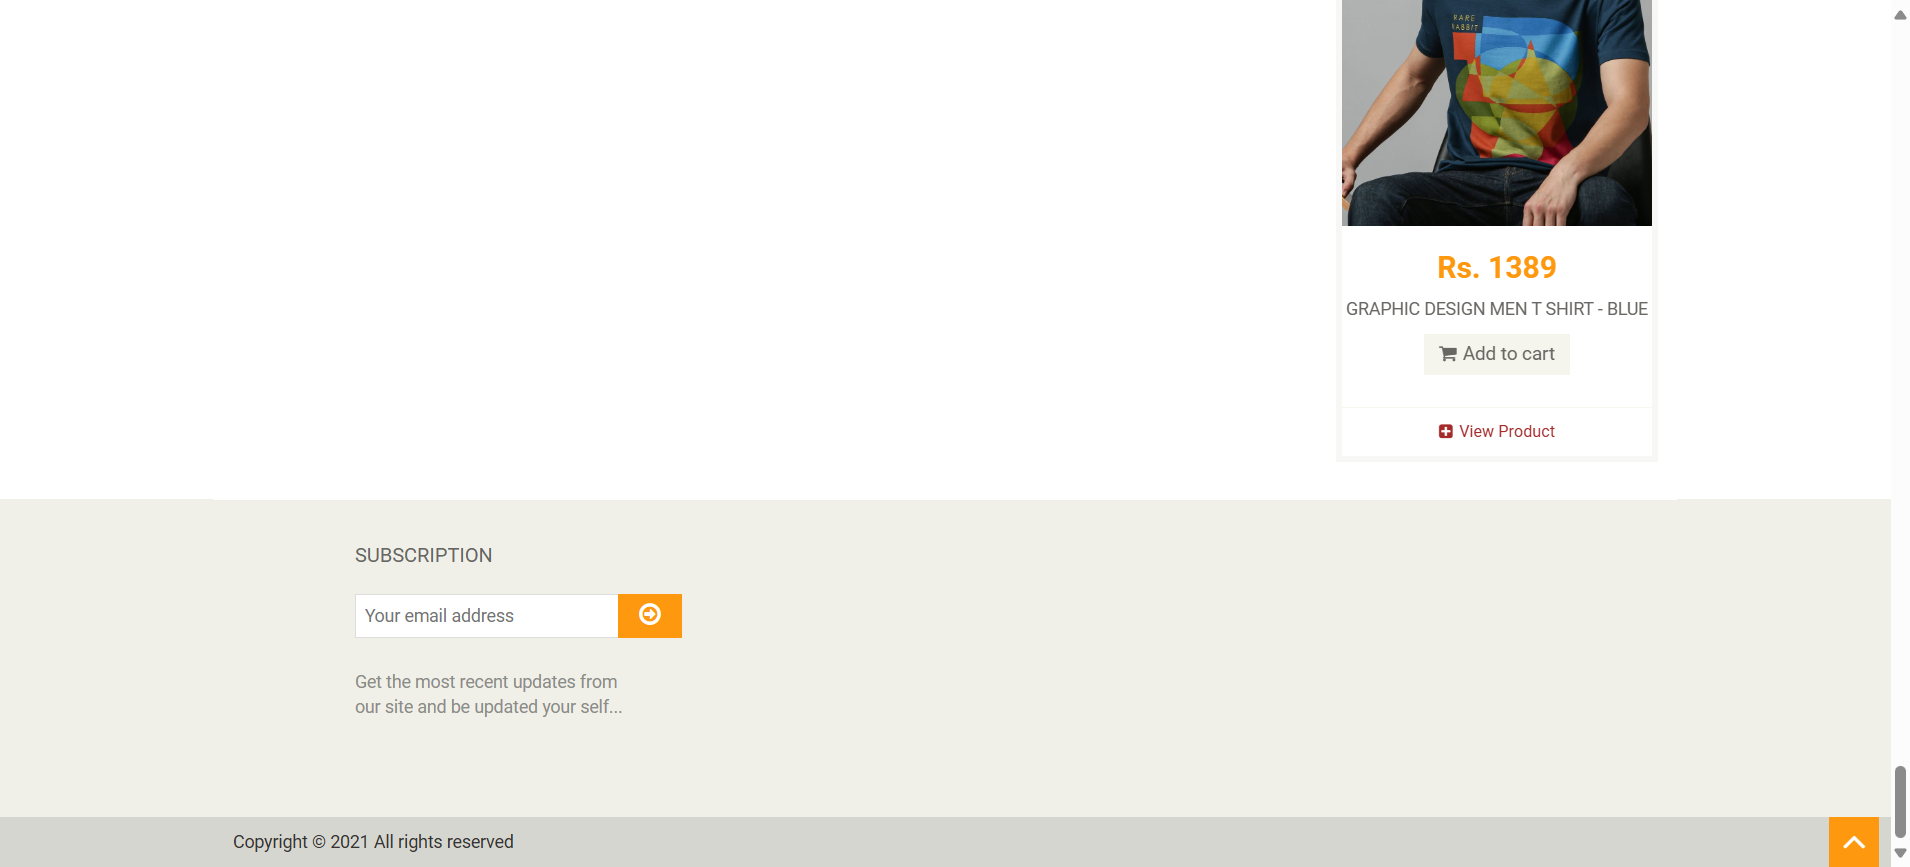 RARE
RABBIT
Rs. 1389
GRAPHIC DESIGN MEN T SHIRT - BLUE
Add to cart
View Product
SUBSCRIPTION
Your email address
Get the most recent updates from
our site and be updated your self...
Copyright © 2021 All rights reserved